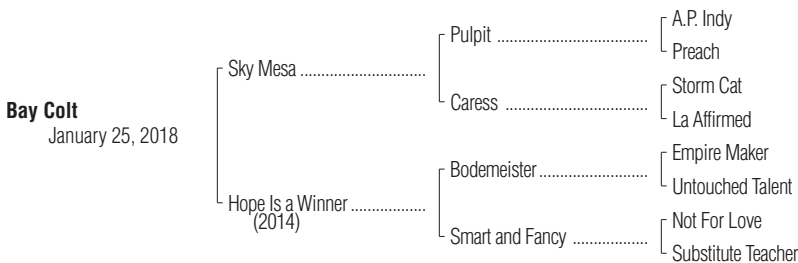 A.P. Indy
Pulpit ..................................
Preach
Sky Mesa ............................
Storm Cat
Caress ................................
La Affirmed
Bay Colt
January 25, 2018
Empire Maker
Bodemeister.........................
Untouched Talent
Hope Is a Winner .................
(2014)
Not For Love
Smart and Fancy .................
Substitute Teacher